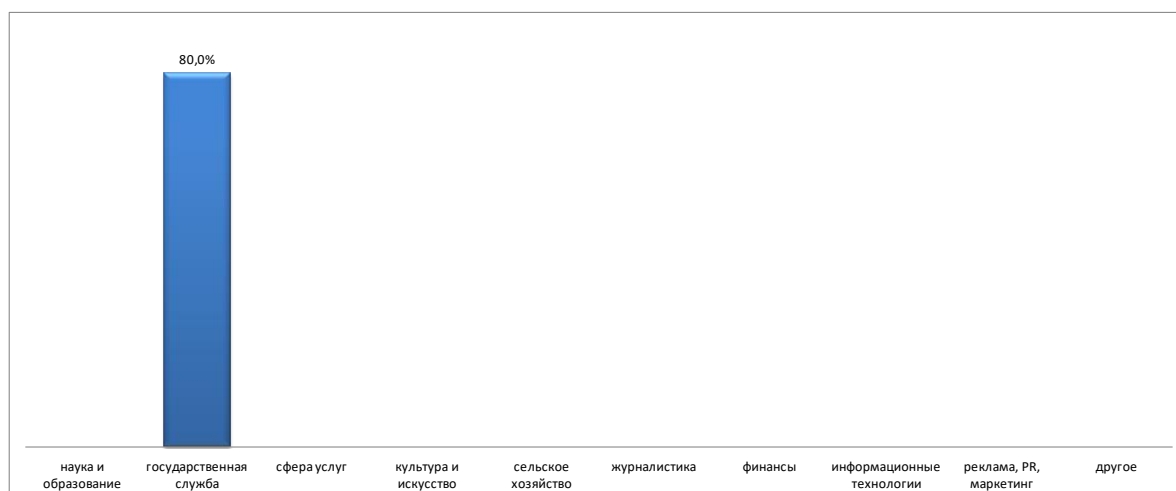 80,0%
наука и
образование
государственная
служба
сфера услуг
культура и
искусство
сельское
хозяйство
журналистика
финансы
информационные
технологии
реклама, PR,
маркетинг
другое